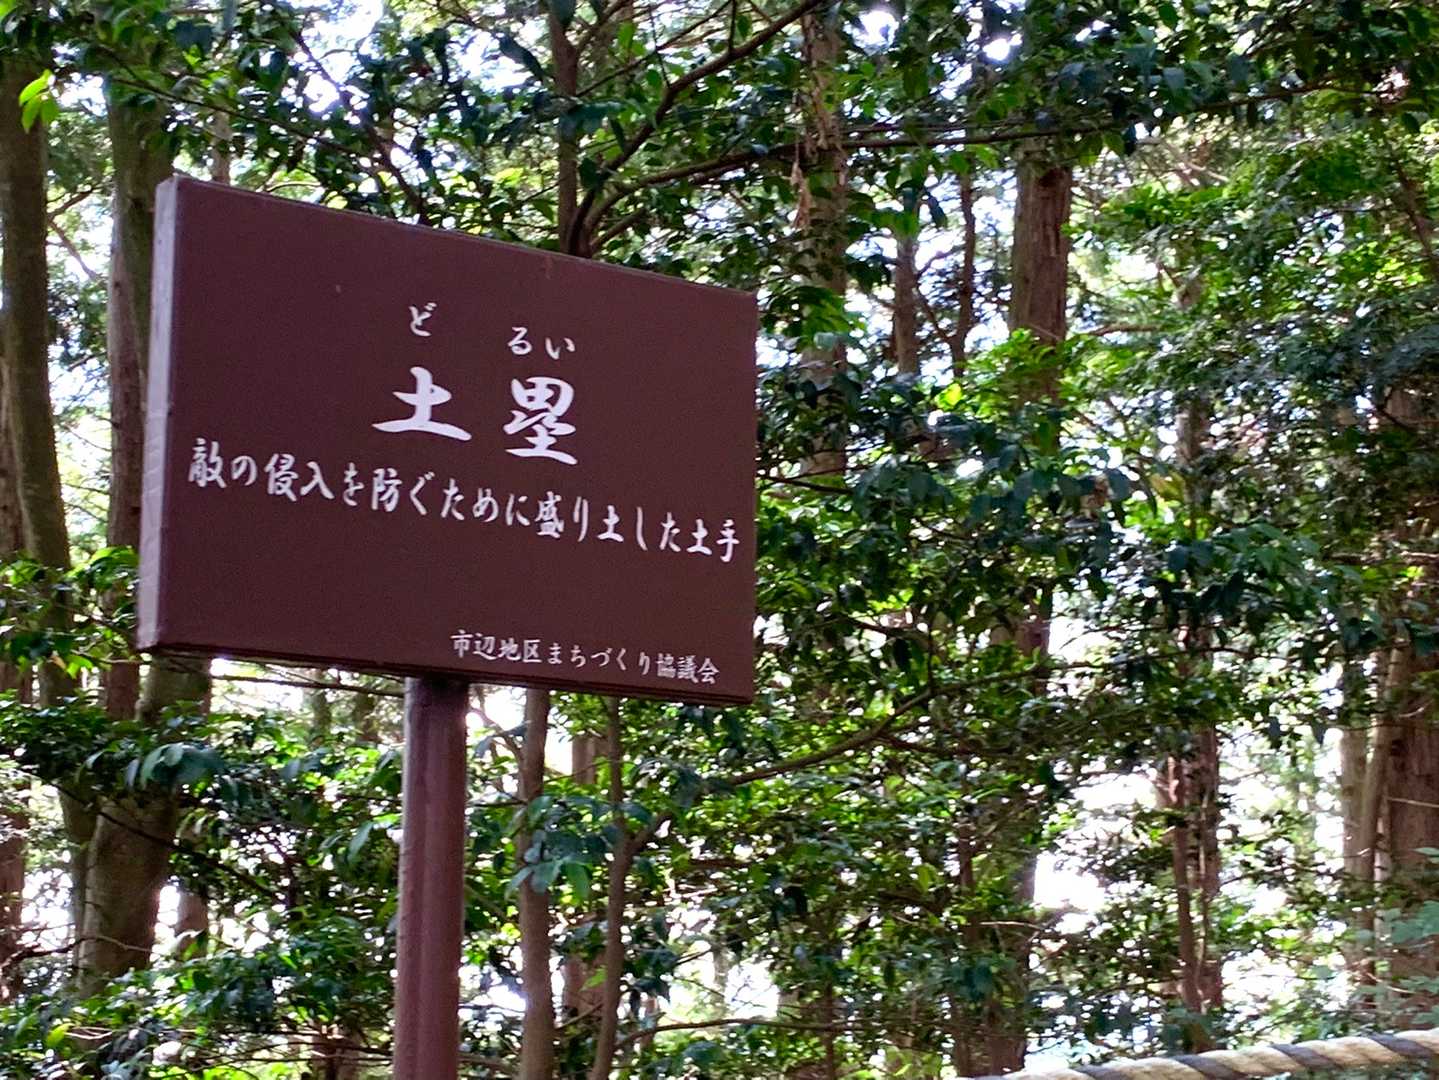 どるい
土塁
敵の侵入を防ぐために盛り土した土手
市辺地区まちづくり協議会